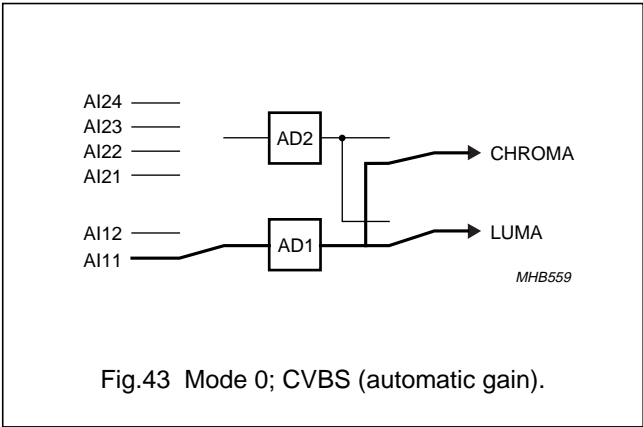 AI24
AI23
AI22
AI21
AD2
CHROMA
AI12
AI11
AD1
LUMA
MHB559
Fig.43 Mode 0; CVBS (automatic gain).